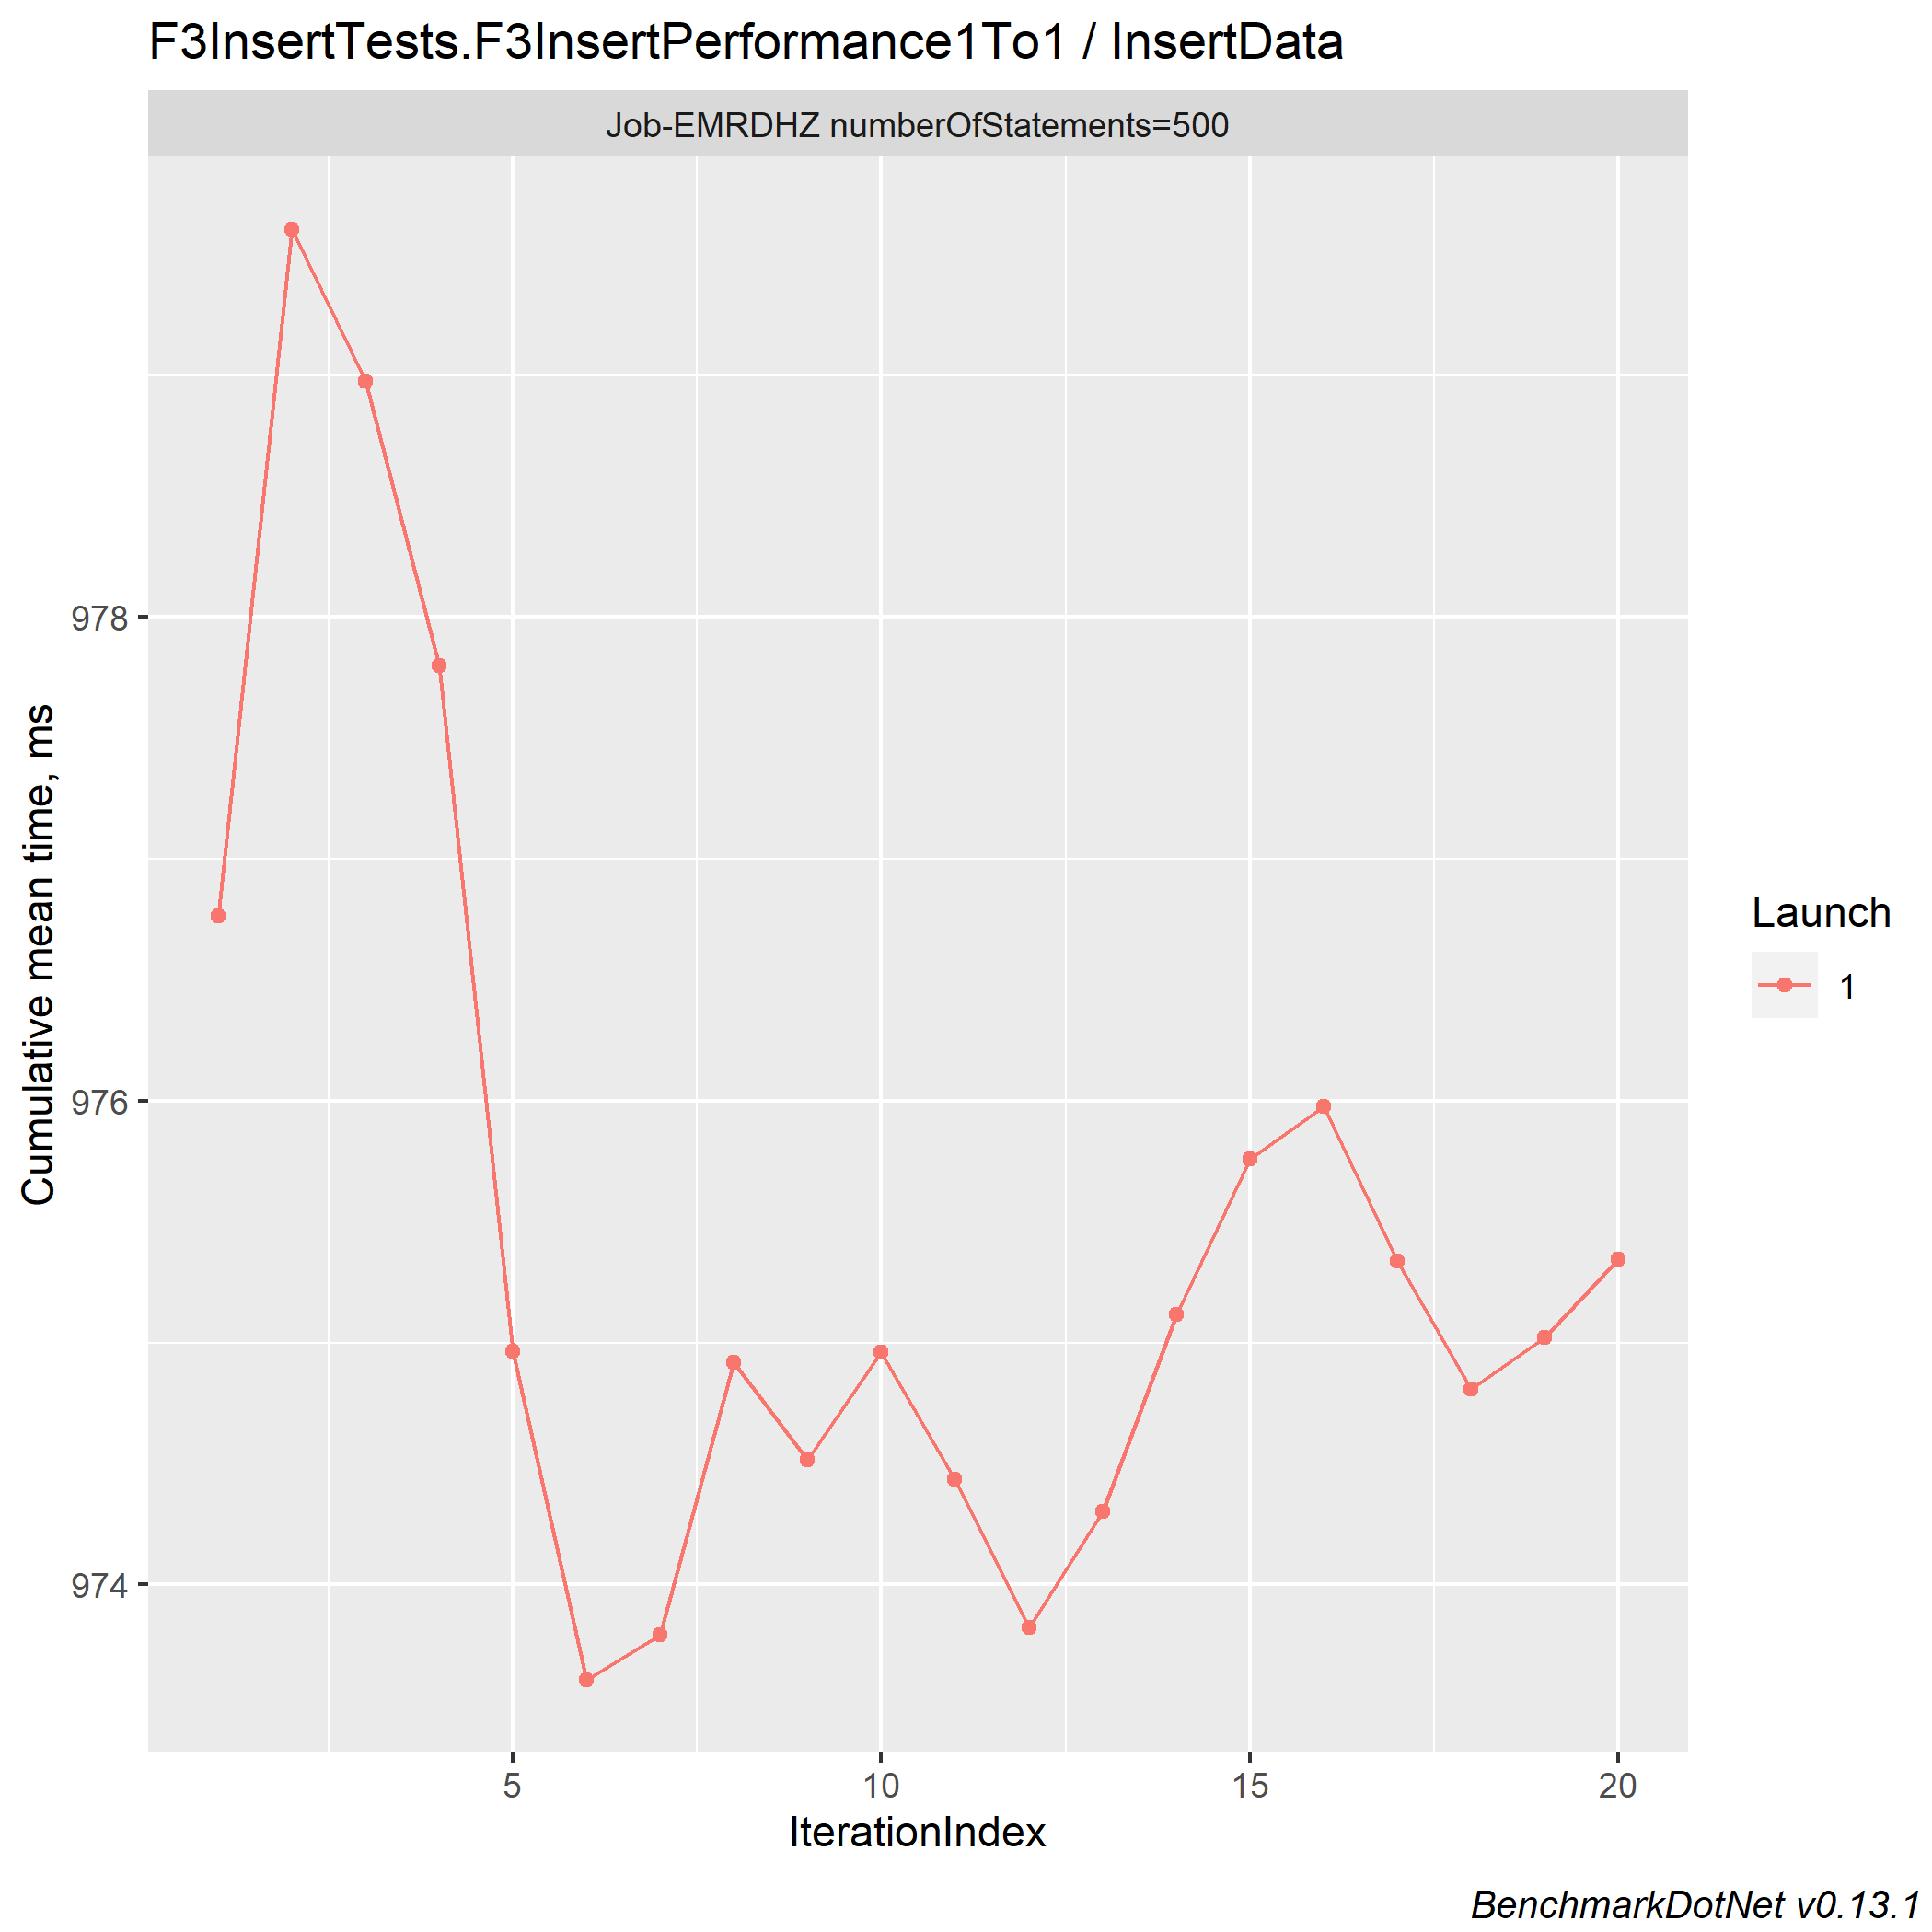 F3InsertTests.F3InsertPerformance1To1 / InsertData
Job-EMRDHZ numberOfStatements=500
Cumulative mean time, ms
978
976
974
5 10 15 20
IterationIndex
Launch
1
BenchmarkDotNet v0.13.1